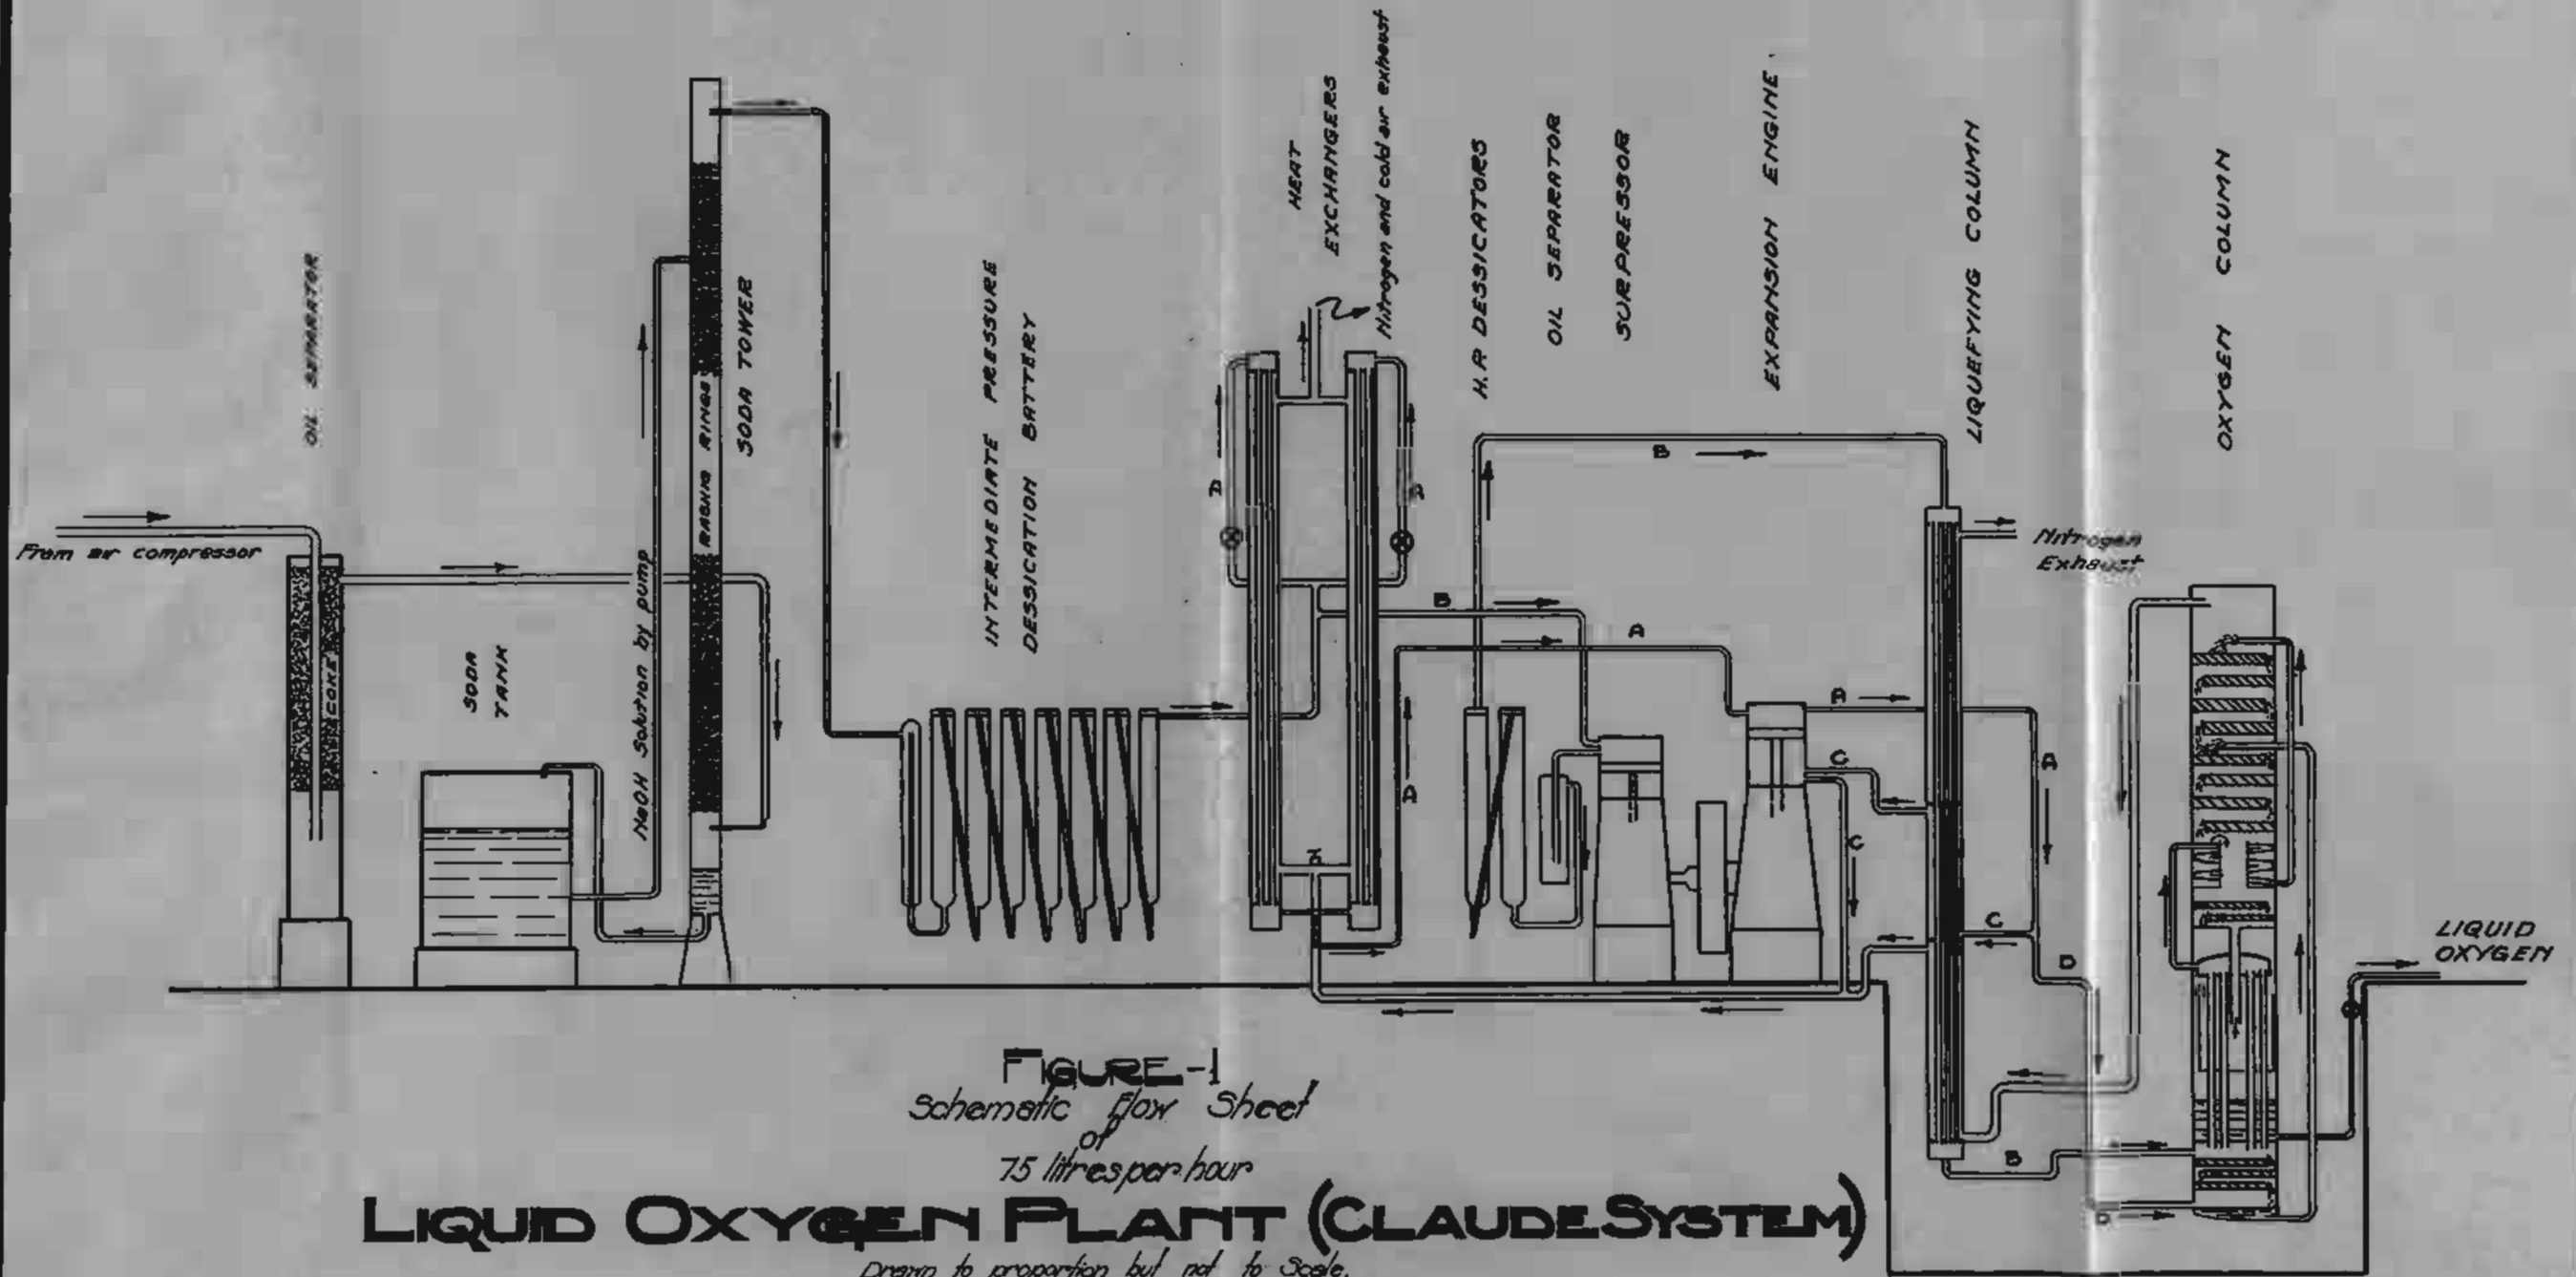 From air compressor
OIL SEPARATOR
COKE
SODA
TANK
NaOH Solution by pump
RASHIG RINGS
SODA TOWER
INTERMEDIATE PRESSURE
DESSICATION BATTERY
HEAT
EXCHANGERS
Nitrogen and cold air exhaust
H.P. DESSICATORS
OIL SEPARATOR
SURPRESSOR
EXPANSION ENGINE
LIQUEFYING COLUMN
OXYGEN COLUMN
Nitrogen
Exhaust
A
A
B
B
A
A
A
A
C
C
C
D
B
D
LIQUID
OXYGEN
FIGURE-1
Schematic Flow Sheet
of
75 litres per hour
LIQUID OXYGEN PLANT (CLAUDE SYSTEM)
Drawn to proportion but not to Scale.